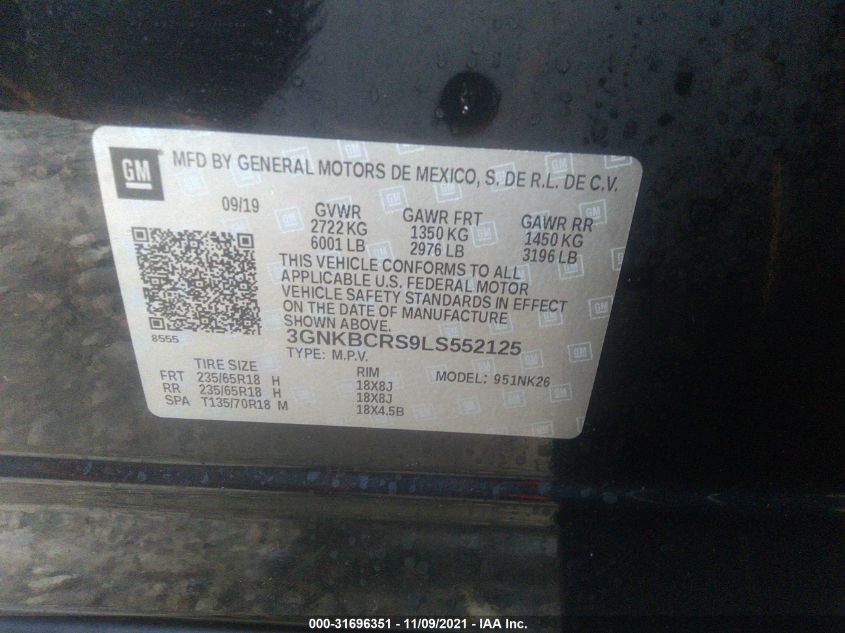 GM MFD BY GENERAL MOTORS DE MEXICO, S. DE R.L. DE C.V.
09/19 GVWR GAWR FRT GAWR RR
2722 KG 1350 KG 1450 KG
6001 LB 2976 LB 3196 LB
THIS VEHICLE CONFORMS TO ALL
APPLICABLE U.S. FEDERAL MOTOR
VEHICLE SAFETY STANDARDS IN EFFECT
ON THE DATE OF MANUFACTURE
SHOWN ABOVE.
8555
3GNKBCRS9LS552125
TYPE: M.P.V.
TIRE SIZE RIM MODEL: 951NK26
FRT 235/65R18 H 18X8J
RR 235/65R18 H 18X8J
SPA T135/70R18 M 18X4.5B
000-31696351 - 11/09/2021 - IAA Inc.